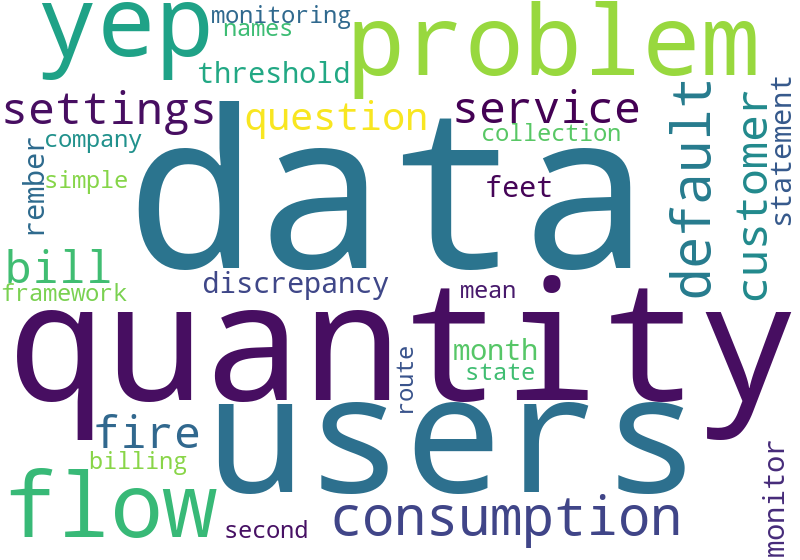 yep
monitoring
names
problem
threshold
settings
question
service
collection
company
rember
simple
data
feet
default
customer
statement
bill
framework
discrepancy
mean
quantity
month
state
route
users
fire
billing
flow
second
consumption
monitor